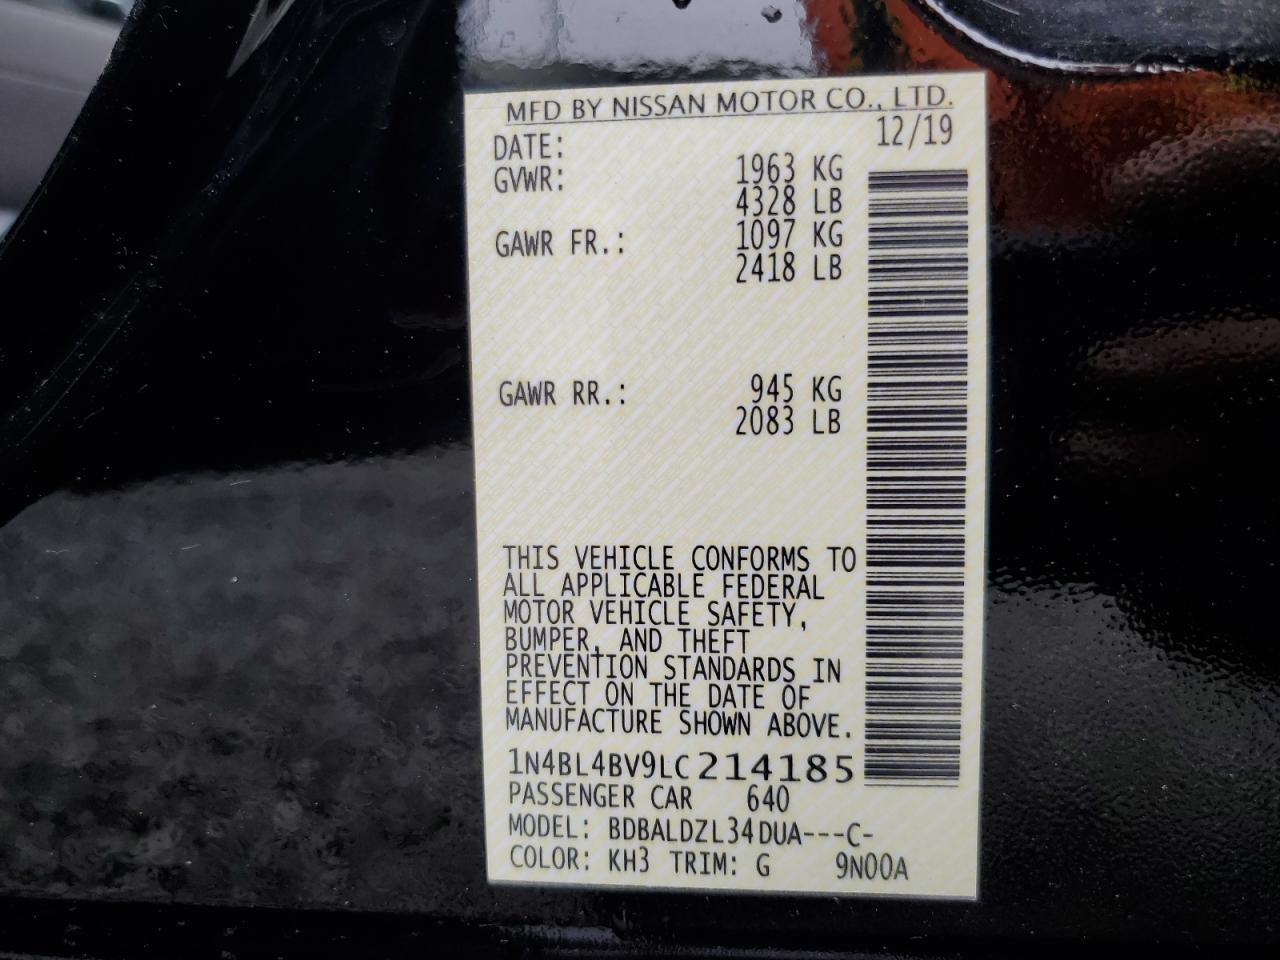 MFD BY NISSAN MOTOR CO., LTD.
DATE: 12/19
GVWR: 1963 KG
4328 LB
GAWR FR.: 1097 KG
2418 LB
GAWR RR.: 945 KG
2083 LB
THIS VEHICLE CONFORMS TO
ALL APPLICABLE FEDERAL
MOTOR VEHICLE SAFETY,
BUMPER, AND THEFT
PREVENTION STANDARDS IN
EFFECT ON THE DATE OF
MANUFACTURE SHOWN ABOVE.
1N4BL4BV9LC214185
PASSENGER CAR 640
MODEL: BDBALDZL34DUA---C-
COLOR: KH3 TRIM: G 9N00A